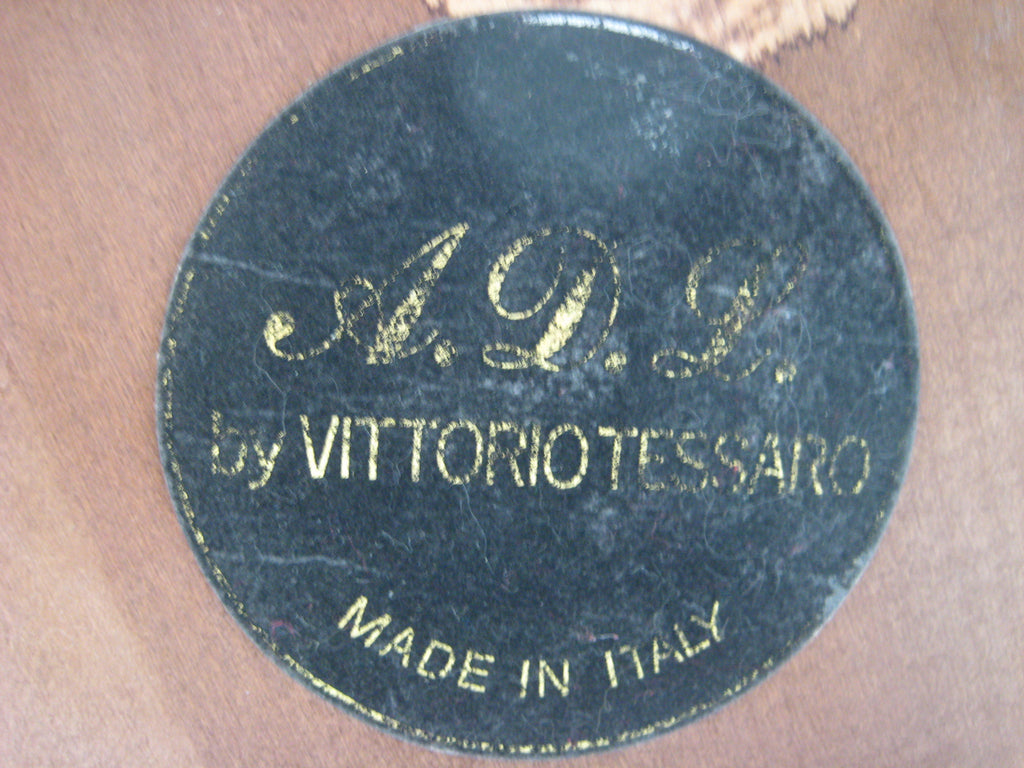 A. D. L.
by VITTORIO TESSARO
MADE IN ITALY